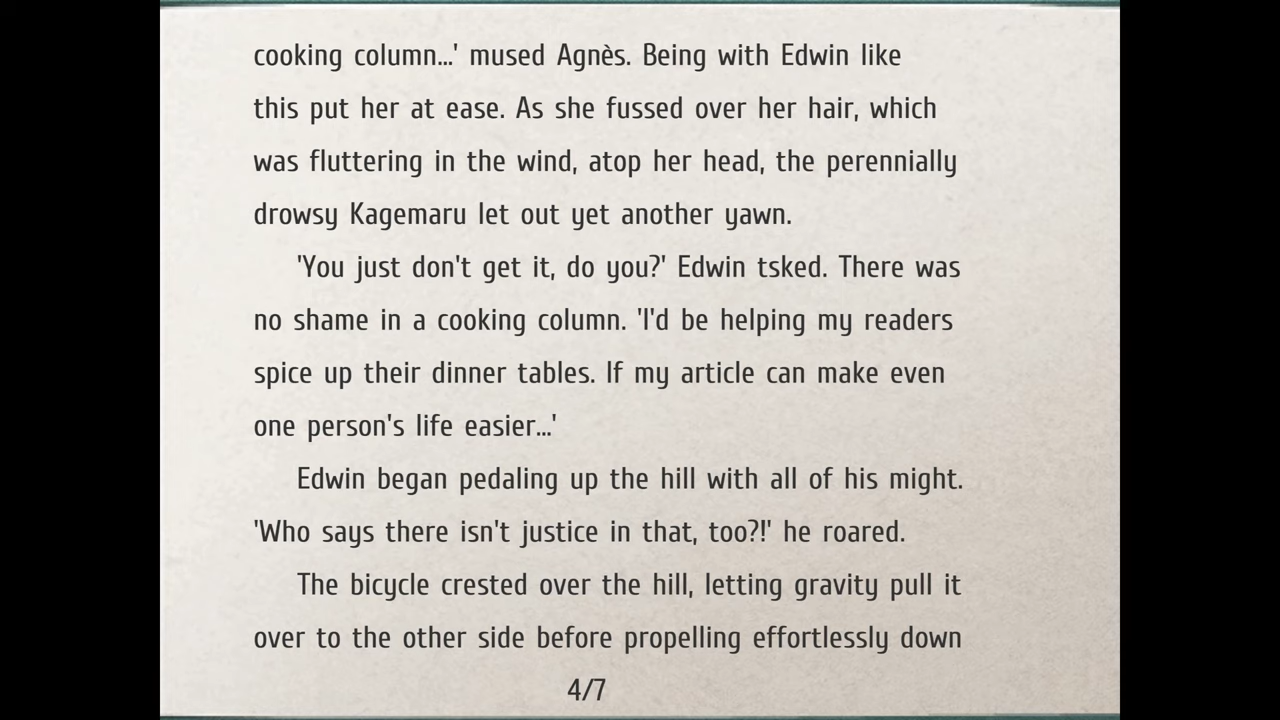 cooking column...' mused Agnès. Being with Edwin like
this put her at ease. As she fussed over her hair, which
was fluttering in the wind, atop her head, the perennially
drowsy Kagemaru let out yet another yawn.
'You just don't get it, do you?' Edwin tsked. There was
no shame in a cooking column. 'I'd be helping my readers
spice up their dinner tables. If my article can make even
one person's life easier...'
Edwin began pedaling up the hill with all of his might.
'Who says there isn't justice in that, too?!' he roared.
The bicycle crested over the hill, letting gravity pull it
over to the other side before propelling effortlessly down
4/7